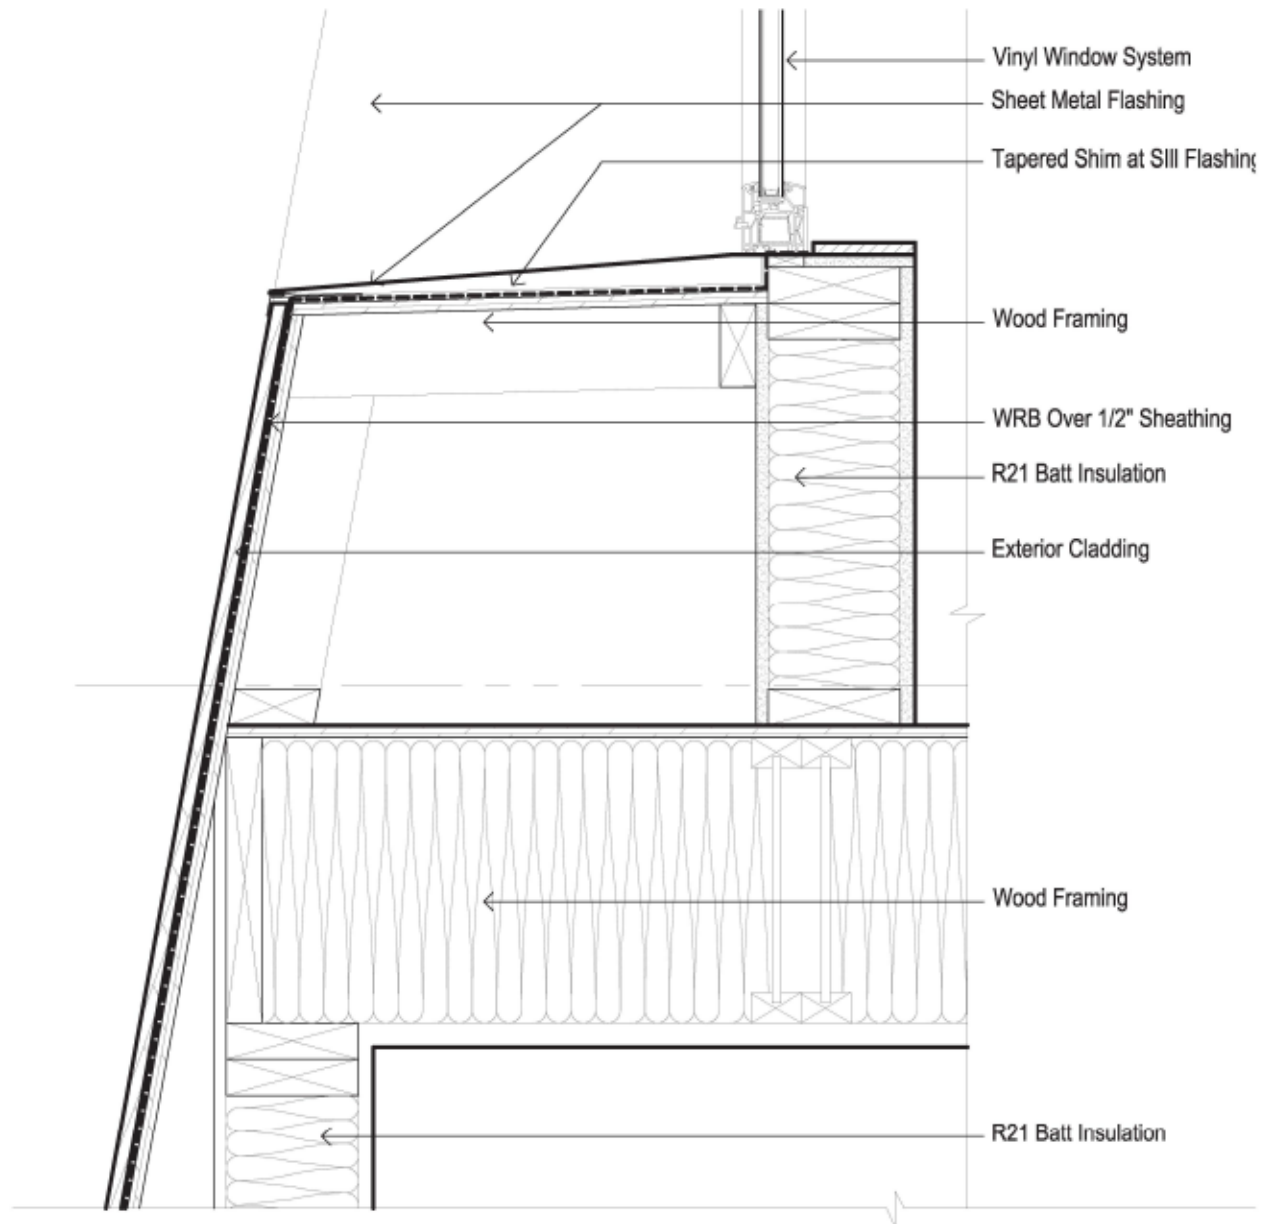 Vinyl Window System
Sheet Metal Flashing
Tapered Shim at SIll Flashing
Wood Framing
WRB Over 1/2" Sheathing
R21 Batt Insulation
Exterior Cladding
Wood Framing
R21 Batt Insulation